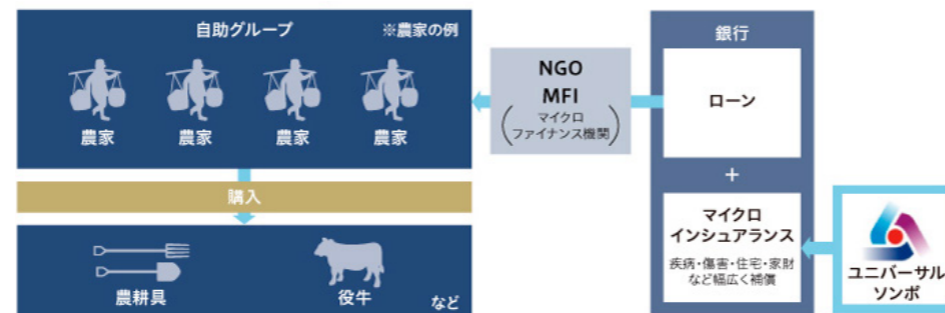 自助グループ
※農家の例
農家
農家
農家
農家
購入
農耕具
役牛
など
NGO
MFI
(マイクロ
ファイナンス機関)
銀行
ローン
+
マイクロ
インシュアランス
疾病・傷害・住宅・家財
など幅広く補償
ユニバーサル
ソンポ